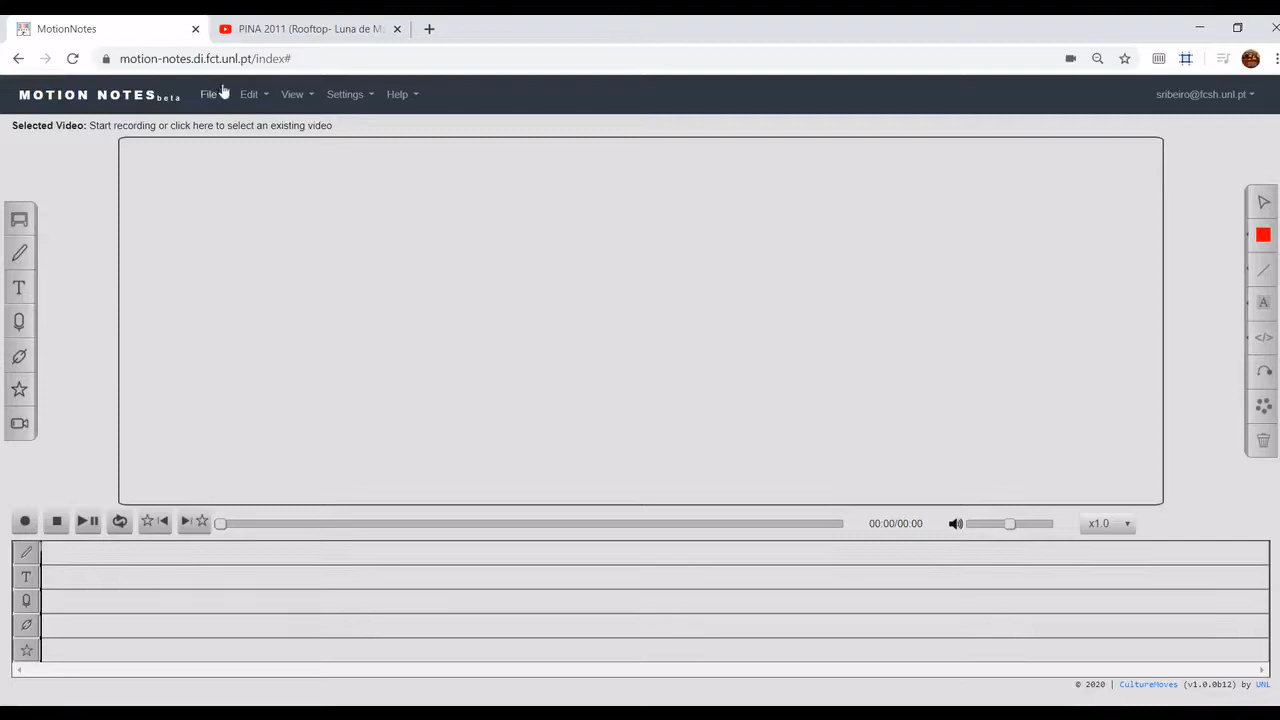 MotionNotes
PINA 2011 (Rooftop- Luna de M
motion-notes.di.fct.unl.pt/index#
MOTION NOTES beta
File Edit View Settings Help
sribeiro@fcsh.unl.pt
Selected Video: Start recording or click here to select an existing video
T
A
</>
00:00/00:00
x1.0
T
© 2020 | CultureMoves (v1.0.0b12) by UNL